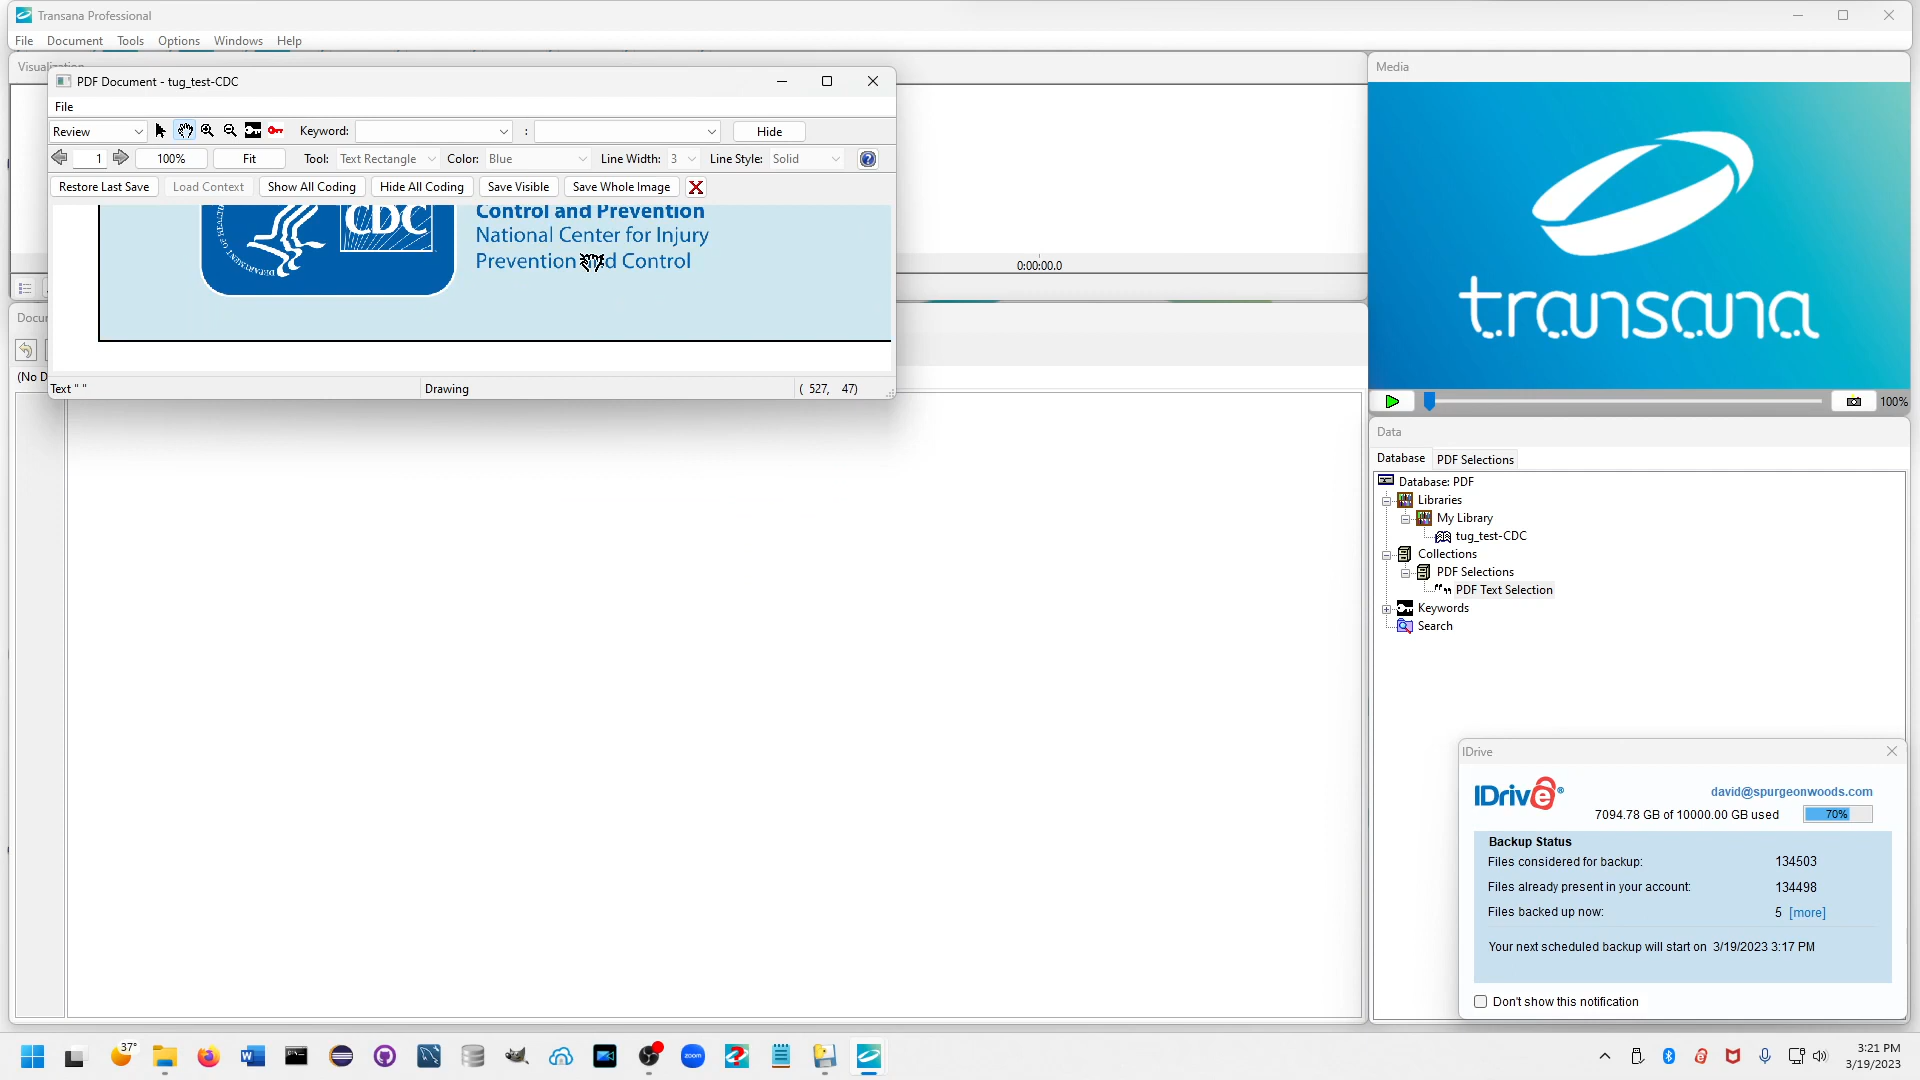 Transana Professional
File Document Tools Options Windows Help
Visualiz
PDF Document - tug_test-CDC
File
Review Keyword: : Hide
1 100% Fit Tool: Text Rectangle Color: Blue Line Width: 3 Line Style: Solid
Restore Last Save Load Context Show All Coding Hide All Coding Save Visible Save Whole Image
CDC
Control and Prevention
National Center for Injury
Prevention and Control
Text " " Drawing ( 527, 47)
0:00:00.0
Docu
(No D
Media
transana
100%
Data
Database PDF Selections
Database: PDF
Libraries
My Library
tug_test-CDC
Collections
PDF Selections
PDF Text Selection
Keywords
Search
IDrive
IDrive®
david@spurgeonwoods.com
7094.78 GB of 10000.00 GB used 70%
Backup Status
Files considered for backup: 134503
Files already present in your account: 134498
Files backed up now: 5 [more]
Your next scheduled backup will start on 3/19/2023 3:17 PM
Don't show this notification
37°
zoom
3:21 PM
3/19/2023